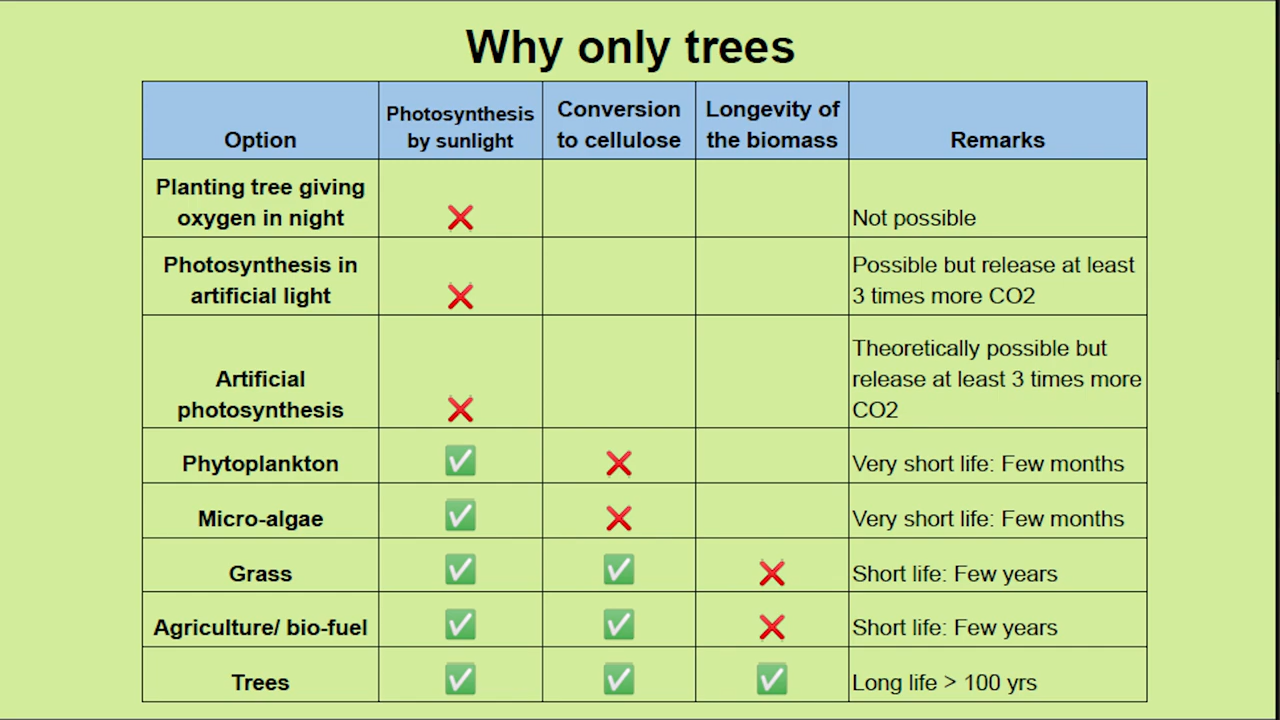 Why only trees
Option
Photosynthesis
by sunlight
Conversion
to cellulose
Longevity of
the biomass
Remarks
Planting tree giving
oxygen in night
❌
Not possible
Photosynthesis in
artificial light
❌
Possible but release at least
3 times more CO2
Artificial
photosynthesis
❌
Theoretically possible but
release at least 3 times more
CO2
Phytoplankton
✅
❌
Very short life: Few months
Micro-algae
✅
❌
Very short life: Few months
Grass
✅
✅
❌
Short life: Few years
Agriculture/ bio-fuel
✅
✅
❌
Short life: Few years
Trees
✅
✅
✅
Long life > 100 yrs